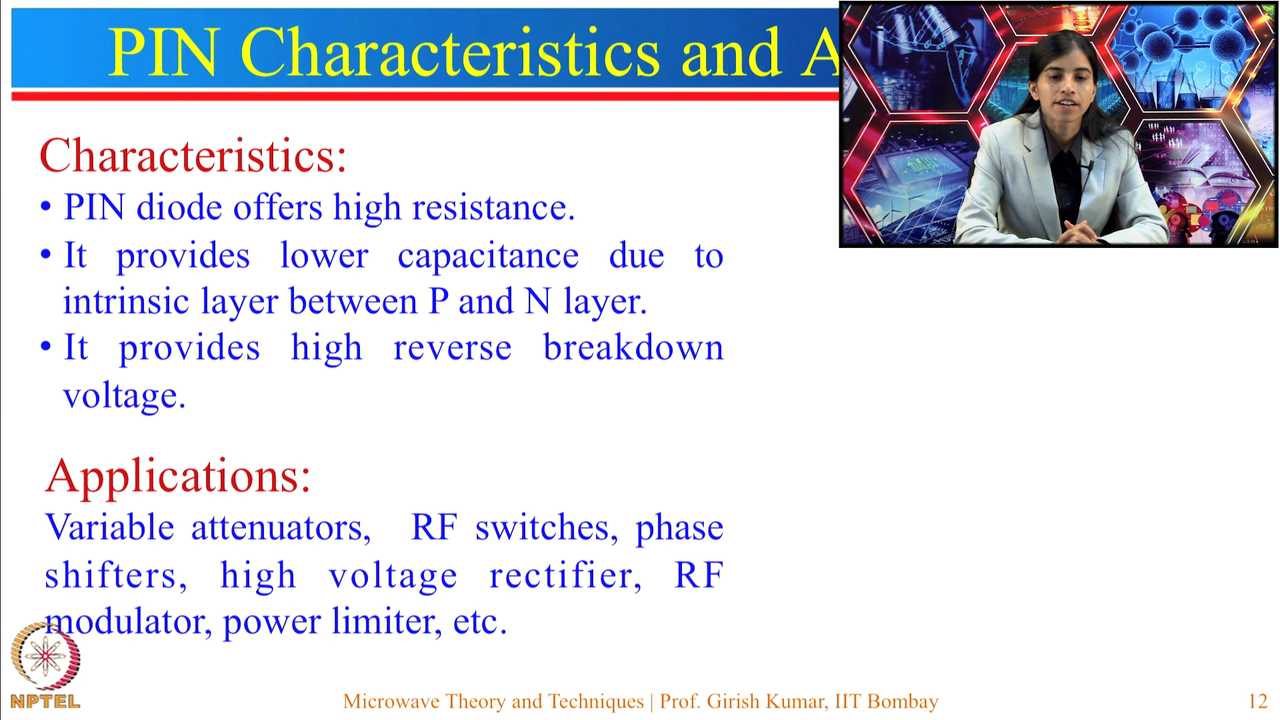 PIN Characteristics and A
Characteristics:
• PIN diode offers high resistance.
• It provides lower capacitance due to
intrinsic layer between P and N layer.
• It provides high reverse breakdown
voltage.
Applications:
Variable attenuators, RF switches, phase
shifters, high voltage rectifier, RF
modulator, power limiter, etc.
NPTEL
Microwave Theory and Techniques | Prof. Girish Kumar, IIT Bombay
12